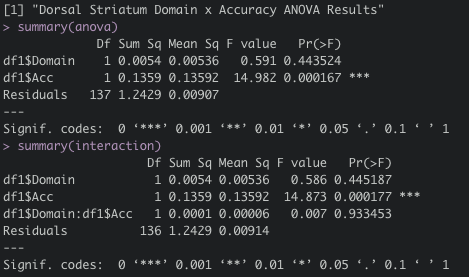 [1] "Dorsal Striatum Domain x Accuracy ANOVA Results"
> summary(anova)
Df Sum Sq Mean Sq F value Pr(>F)
df1$Domain 1 0.0054 0.00536 0.591 0.443524
df1$Acc 1 0.1359 0.13592 14.982 0.000167 ***
Residuals 137 1.2429 0.00907
---
Signif. codes: 0 ‘***’ 0.001 ‘**’ 0.01 ‘*’ 0.05 ‘.’ 0.1 ‘ ’ 1
> summary(interaction)
Df Sum Sq Mean Sq F value Pr(>F)
df1$Domain 1 0.0054 0.00536 0.586 0.445187
df1$Acc 1 0.1359 0.13592 14.873 0.000177 ***
df1$Domain:df1$Acc 1 0.0001 0.00006 0.007 0.933453
Residuals 136 1.2429 0.00914
---
Signif. codes: 0 ‘***’ 0.001 ‘**’ 0.01 ‘*’ 0.05 ‘.’ 0.1 ‘ ’ 1